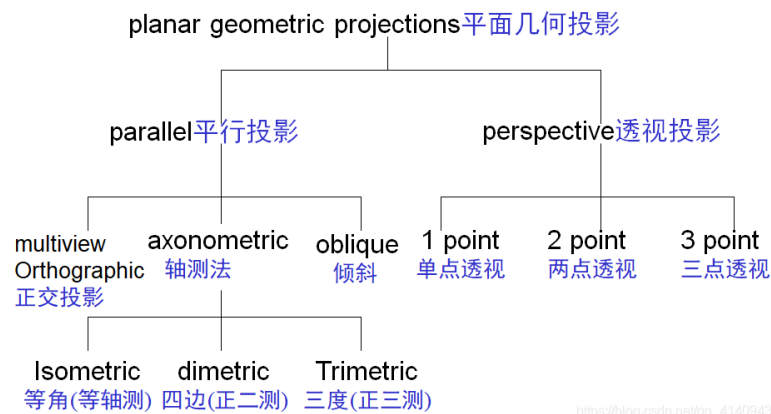 planar geometric projections平面几何投影
parallel平行投影
perspective透视投影
multiview
Orthographic
正交投影
axonometric
轴测法
oblique
倾斜
1 point
单点透视
2 point
两点透视
3 point
三点透视
Isometric
等角(等轴测)
dimetric
四边(正二测)
Trimetric
三度(正三测)